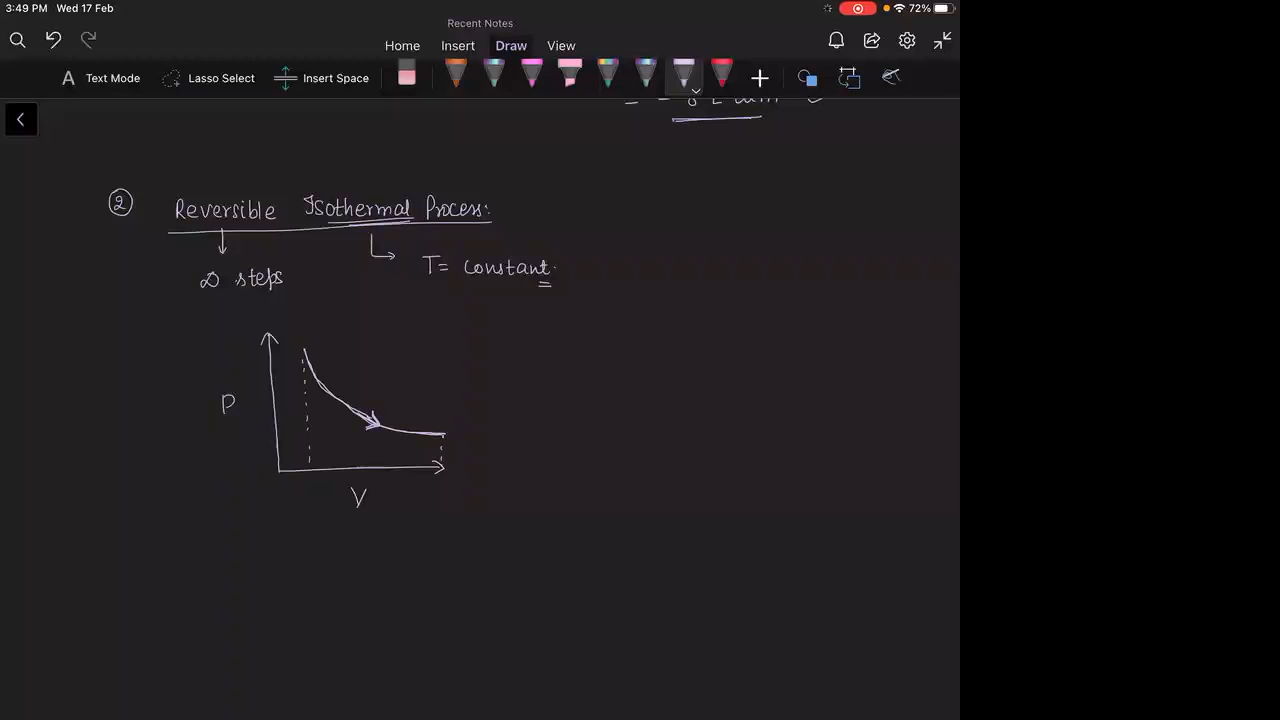 3:49 PM Wed 17 Feb
72%
Recent Notes
Home Insert Draw View
A Text Mode Lasso Select Insert Space
② Reversible Isothermal Process:
∞ steps
T= constant.
P
V